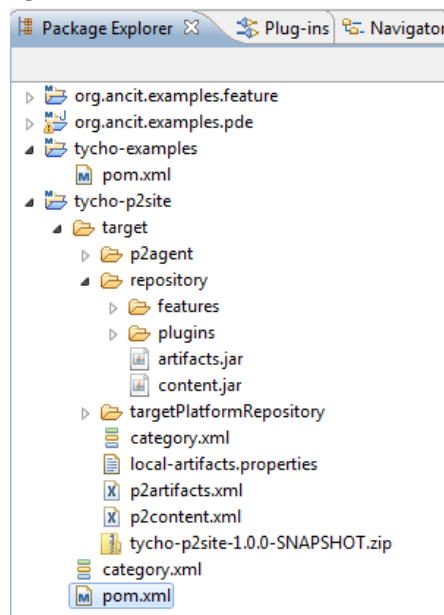 Package Explorer Plug-ins Navigator
org.ancit.examples.feature
org.ancit.examples.pde
tycho-examples
pom.xml
tycho-p2site
target
p2agent
repository
features
plugins
artifacts.jar
content.jar
targetPlatformRepository
category.xml
local-artifacts.properties
p2artifacts.xml
p2content.xml
tycho-p2site-1.0.0-SNAPSHOT.zip
category.xml
pom.xml